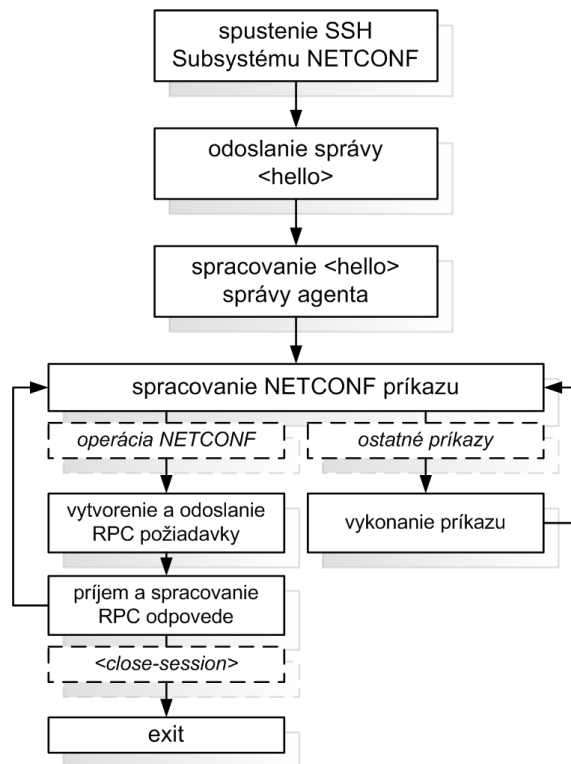 spustenie SSH
Subsystému NETCONF
odoslanie správy
<hello>
spracovanie <hello>
správy agenta
spracovanie NETCONF príkazu
operácia NETCONF
ostatné príkazy
vytvorenie a odoslanie
RPC požiadavky
vykonanie príkazu
príjem a spracovanie
RPC odpovede
<close-session>
exit